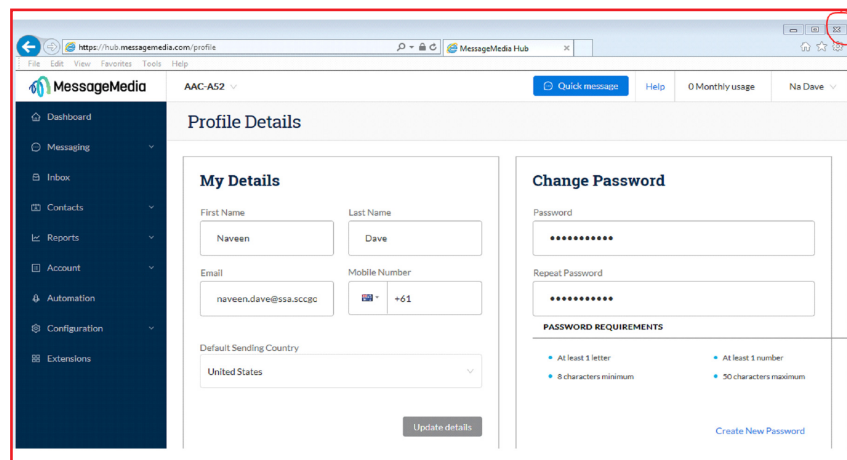 https://hub.messagemedia.com/profile
MessageMedia Hub
File Edit View Favorites Tools Help
MessageMedia
AAC-A52
Quick message
Help
0 Monthly usage
Na Dave
Dashboard
Messaging
Inbox
Contacts
Reports
Account
Automation
Configuration
Extensions
Profile Details
My Details
First Name
Last Name
Naveen
Dave
Email
Mobile Number
naveen.dave@ssa.sccgc
+61
Default Sending Country
United States
Update details
Change Password
Password
Repeat Password
PASSWORD REQUIREMENTS
At least 1 letter
At least 1 number
8 characters minimum
50 characters maximum
Create New Password